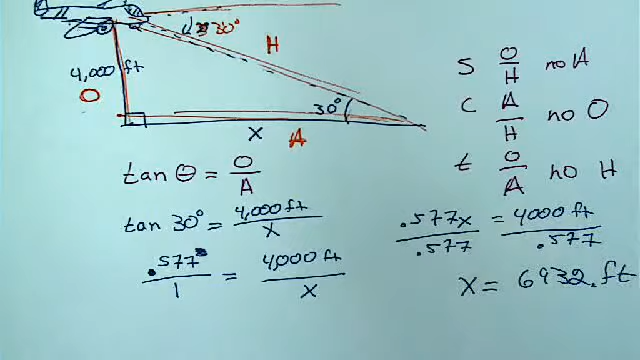 30°
H
4,000 ft
O
30°
X
A
tan θ = O/A
tan 30° = 4,000 ft/X
.577/1 = 4,000 ft/X
S O/H no A
C A/H no O
t O/A no H
.577x/.577 = 4000 ft/.577
X = 6932. ft